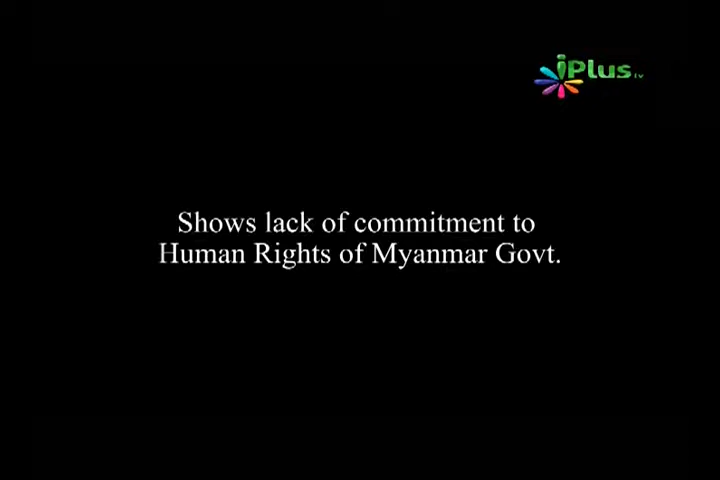 iPlus tv
Shows lack of commitment to
Human Rights of Myanmar Govt.